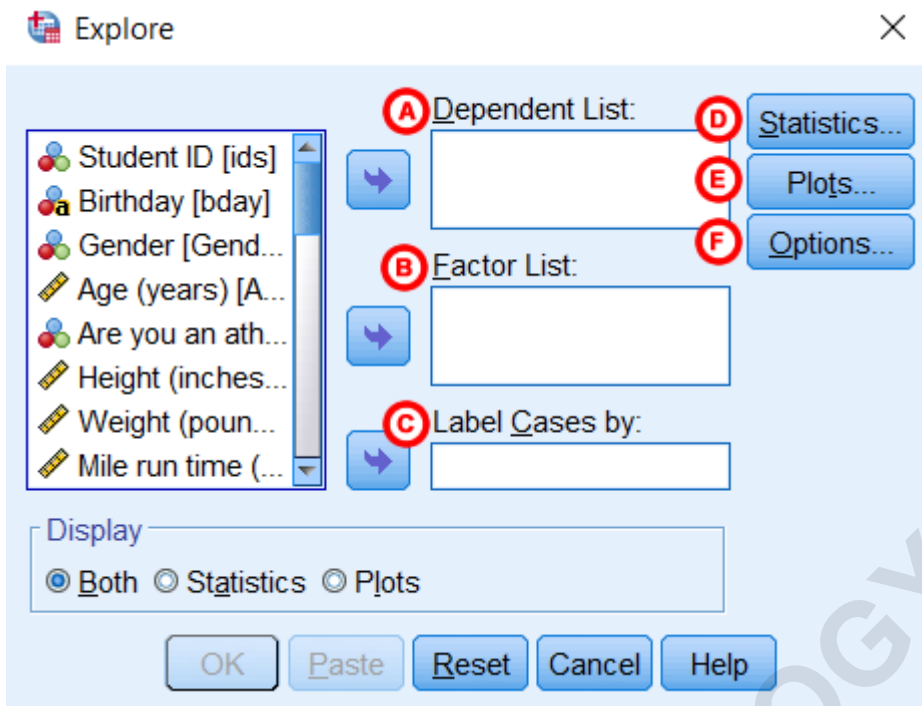 Explore
A Dependent List:
D Statistics...
Student ID [ids]
a Birthday [bday]
Gender [Gend...
Age (years) [A...
Are you an ath...
Height (inches...
Weight (poun...
Mile run time (...
E Plots...
F Options...
B Factor List:
C Label Cases by:
Display
Both Statistics Plots
OK Paste Reset Cancel Help
OGY